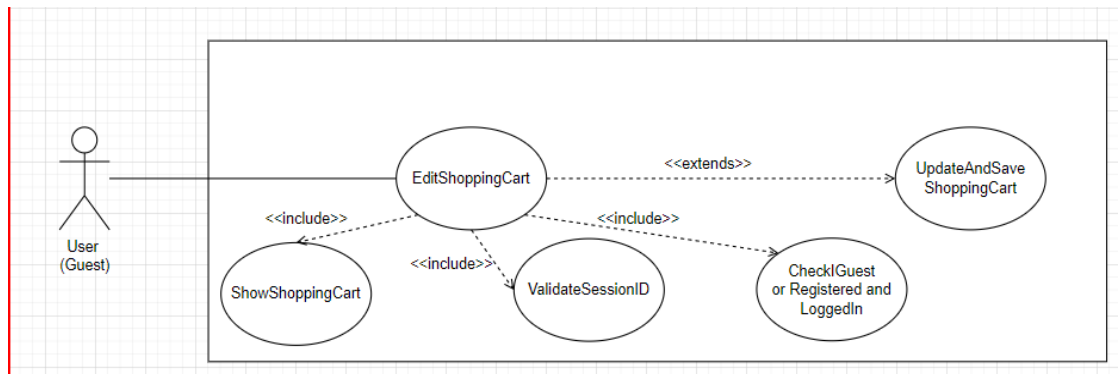 <<extends>>
EditShoppingCart
UpdateAndSave
ShoppingCart
<<include>>
<<include>>
User
(Guest)
<<include>>
ShowShoppingCart
ValidateSessionID
CheckIGuest
or Registered and
LoggedIn